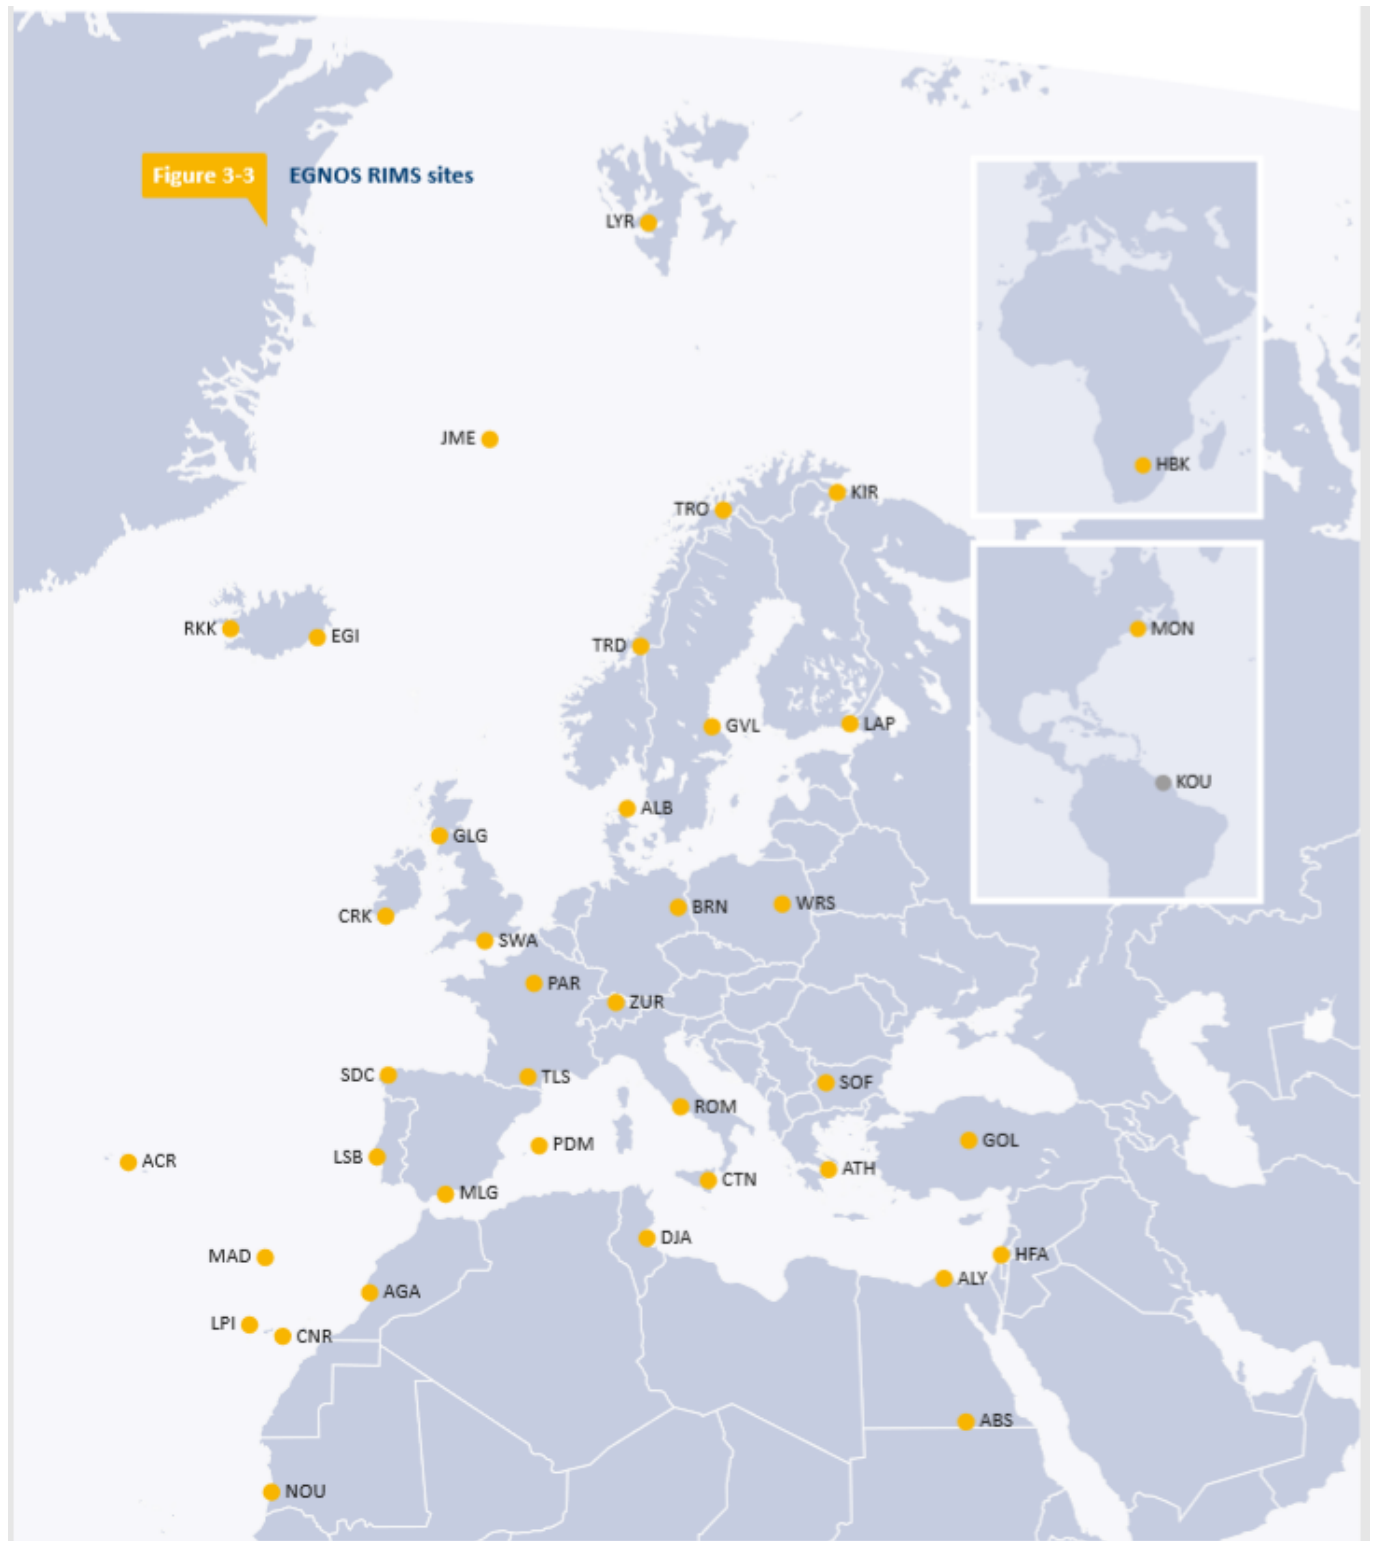 Figure 3-3 EGNOS RIMS sites
LYR
JME
HBK
KIR
TRO
RKK
EGI
MON
TRD
GVL
LAP
KOU
ALB
GLG
BRN
WRS
CRK
SWA
PAR
ZUR
SDC
TLS
SOF
ROM
GOL
PDM
LSB
ACR
ATH
CTN
MLG
DJA
MAD
HFA
ALY
AGA
LPI
CNR
ABS
NOU